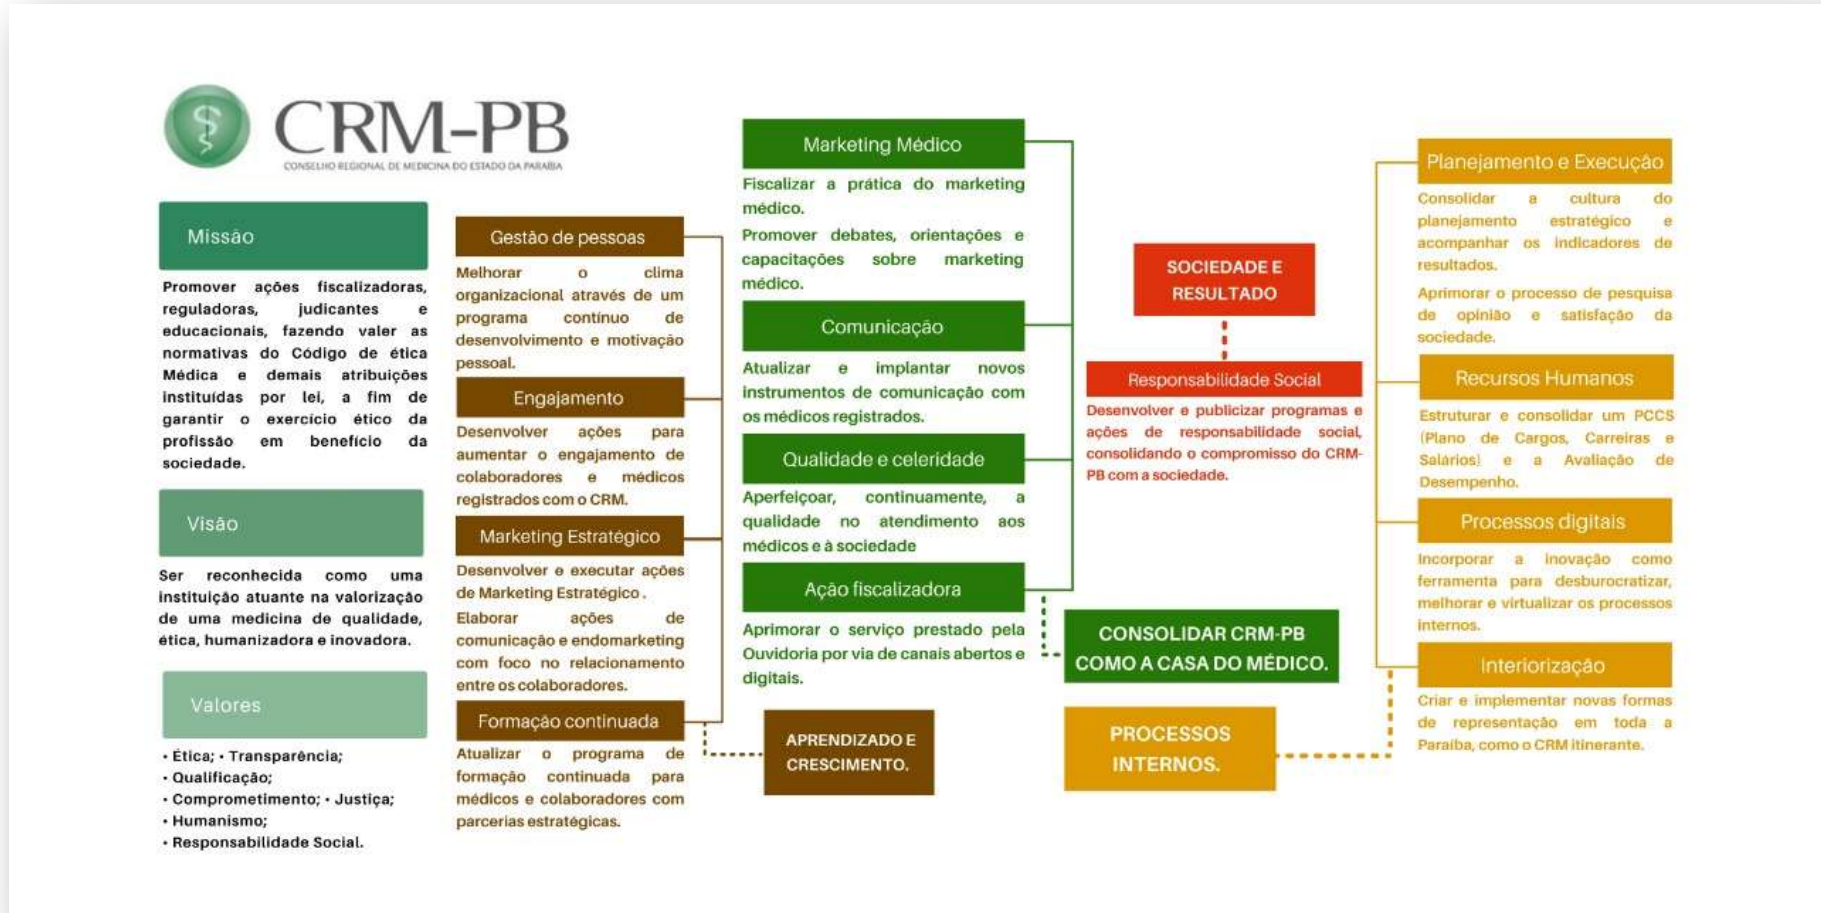 CRM-PB
CONSELHO REGIONAL DE MEDICINA DO ESTADO DA PARAÍBA
Missão
Promover ações fiscalizadoras,
reguladoras, judicantes e
educacionais, fazendo valer as
normativas do Código de ética
Médica e demais atribuições
instituídas por lei, a fim de
garantir o exercício ético da
profissão em benefício da
sociedade.
Visão
Ser reconhecida como uma
instituição atuante na valorização
de uma medicina de qualidade,
ética, humanizadora e inovadora.
Valores
• Ética; • Transparência;
• Qualificação;
• Comprometimento; • Justiça;
• Humanismo;
• Responsabilidade Social.
Gestão de pessoas
Melhorar o clima
organizacional através de um
programa contínuo de
desenvolvimento e motivação
pessoal.
Engajamento
Desenvolver ações para
aumentar o engajamento de
colaboradores e médicos
registrados com o CRM.
Marketing Estratégico
Desenvolver e executar ações
de Marketing Estratégico .
Elaborar ações de
comunicação e endomarketing
com foco no relacionamento
entre os colaboradores.
Formação continuada
Atualizar o programa de
formação continuada para
médicos e colaboradores com
parcerias estratégicas.
APRENDIZADO E
CRESCIMENTO.
Marketing Médico
Fiscalizar a prática do marketing
médico.
Promover debates, orientações e
capacitações sobre marketing
médico.
Comunicação
Atualizar e implantar novos
instrumentos de comunicação com
os médicos registrados.
Qualidade e celeridade
Aperfeiçoar, continuamente, a
qualidade no atendimento aos
médicos e à sociedade
Ação fiscalizadora
Aprimorar o serviço prestado pela
Ouvidoria por via de canais abertos e
digitais.
CONSOLIDAR CRM-PB
COMO A CASA DO MÉDICO.
SOCIEDADE E
RESULTADO
Responsabilidade Social
Desenvolver e publicizar programas e
ações de responsabilidade social,
consolidando o compromisso do CRM-
PB com a sociedade.
PROCESSOS
INTERNOS.
Planejamento e Execução
Consolidar a cultura do
planejamento estratégico e
acompanhar os indicadores de
resultados.
Aprimorar o processo de pesquisa
de opinião e satisfação da
sociedade.
Recursos Humanos
Estruturar e consolidar um PCCS
(Plano de Cargos, Carreiras e
Salários) e a Avaliação de
Desempenho.
Processos digitais
Incorporar a inovação como
ferramenta para desburocratizar,
melhorar e virtualizar os processos
internos.
Interiorização
Criar e implementar novas formas
de representação em toda a
Paraíba, como o CRM itinerante.